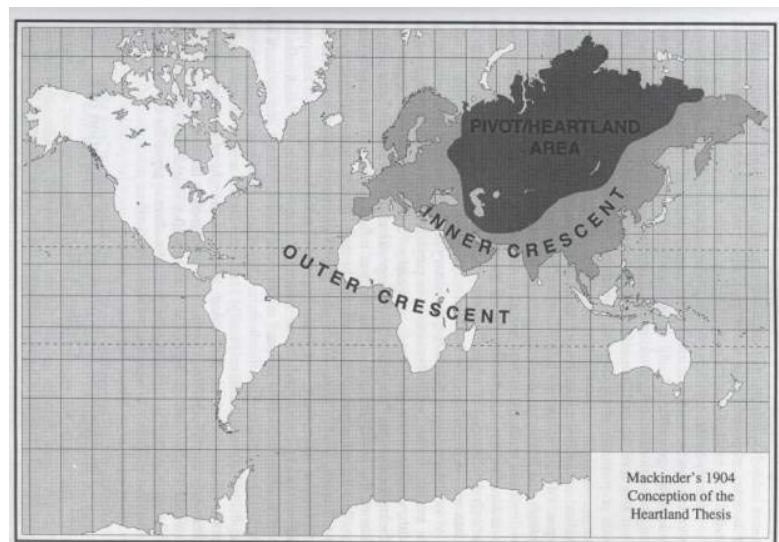 PIVOT/HEARTLAND
AREA
INNER CRESCENT
OUTER CRESCENT
Mackinder's 1904
Conception of the
Heartland Thesis